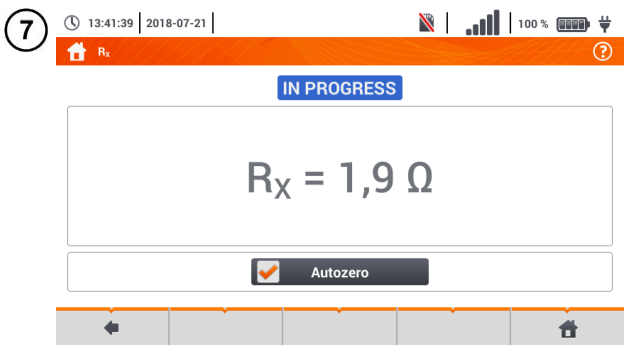 7
13:41:39 2018-07-21 100 %
Rx ?
IN PROGRESS
Rx = 1,9 Ω
Autozero